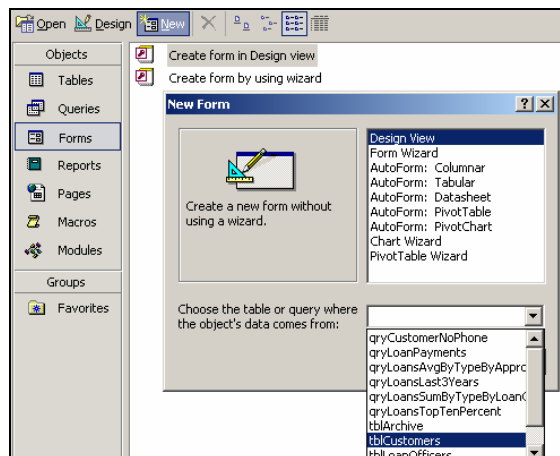 Open Design New
Objects
Tables
Queries
Forms
Reports
Pages
Macros
Modules
Groups
Favorites
Create form in Design view
Create form by using wizard
New Form
Create a new form without
using a wizard.
Design View
Form Wizard
AutoForm: Columnar
AutoForm: Tabular
AutoForm: Datasheet
AutoForm: PivotTable
AutoForm: PivotChart
Chart Wizard
PivotTable Wizard
Choose the table or query where
the object's data comes from:
qryCustomerNoPhone
qryLoanPayments
qryLoansAvgByTypeByAppro
qryLoansLast3Years
qryLoansSumByTypeByLoanO
qryLoansTopTenPercent
tblArchive
tblCustomers
tblLoanOfficers